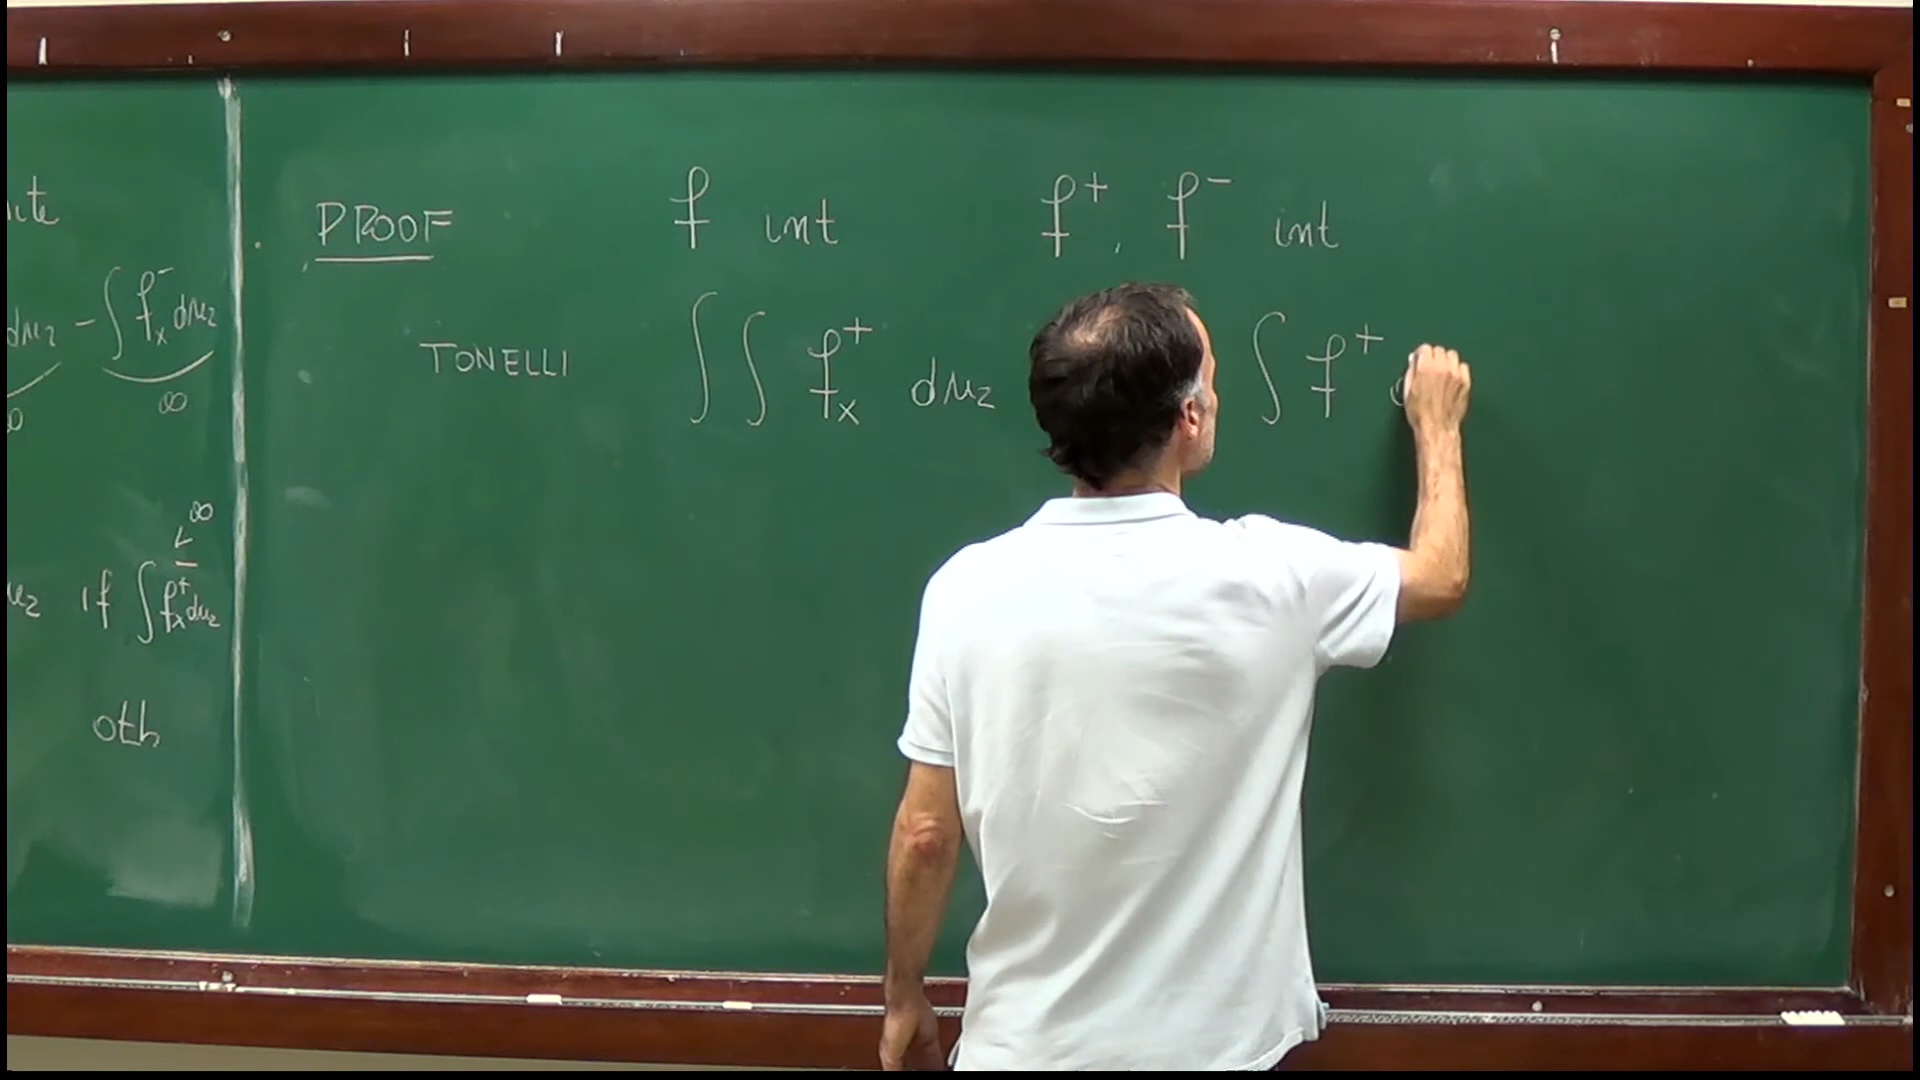 ite
dμ₂ - ∫ f⁻ₓ dμ₂
∞ ∞
< ∞
μ₂ if ∫ f±ₓ dμ₂
oth
PROOF f int f⁺, f⁻ int
TONELLI ∫∫ f⁺ₓ dμ₂ ∫ f⁺